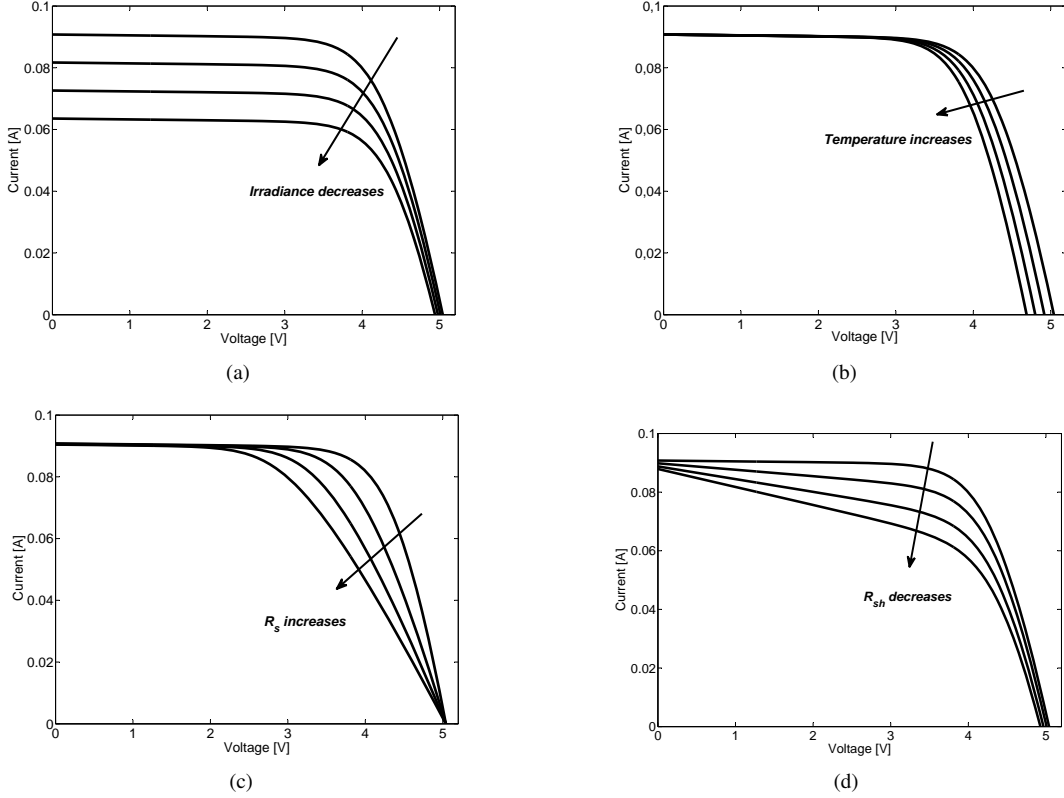 0.1
0.08
0.06
0.04
0.02
0
Current [A]
0 1 2 3 4 5
Voltage [V]
Irradiance decreases
(a)
0,1
0,08
0,06
0,04
0,02
0
Current [A]
0 1 2 3 4 5
Voltage [V]
Temperature increases
(b)
0.1
0.08
0.06
0.04
0.02
0
Current [A]
0 1 2 3 4 5
Voltage [V]
Rs increases
(c)
0.1
0.08
0.06
0.04
0.02
0
Current [A]
0 1 2 3 4 5
Voltage [V]
Rsh decreases
(d)